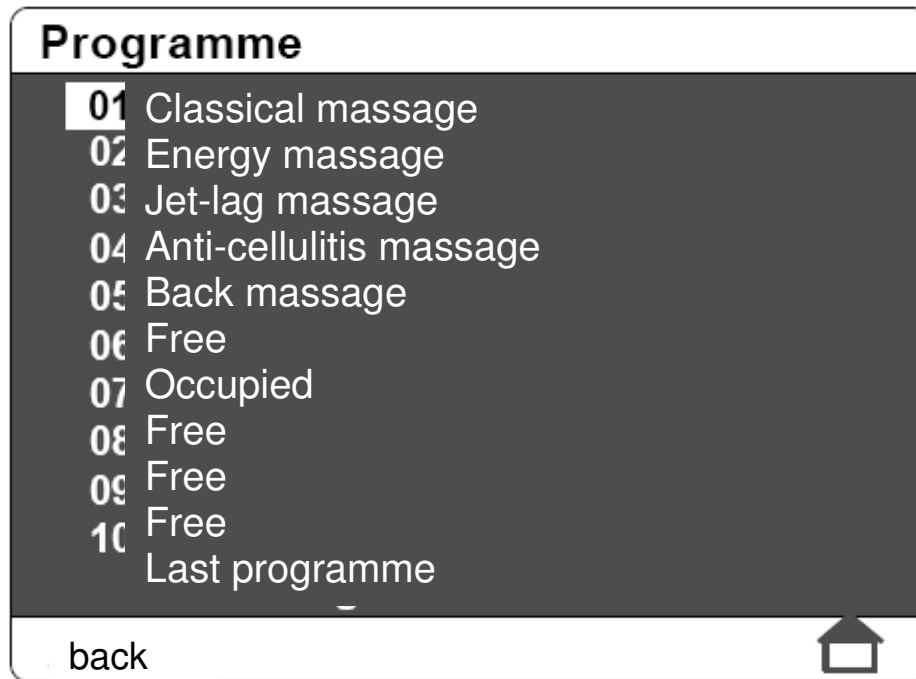 Programme
01 Classical massage
02 Energy massage
03 Jet-lag massage
04 Anti-cellulitis massage
05 Back massage
06 Free
07 Occupied
08 Free
09 Free
10 Free
Last programme
back